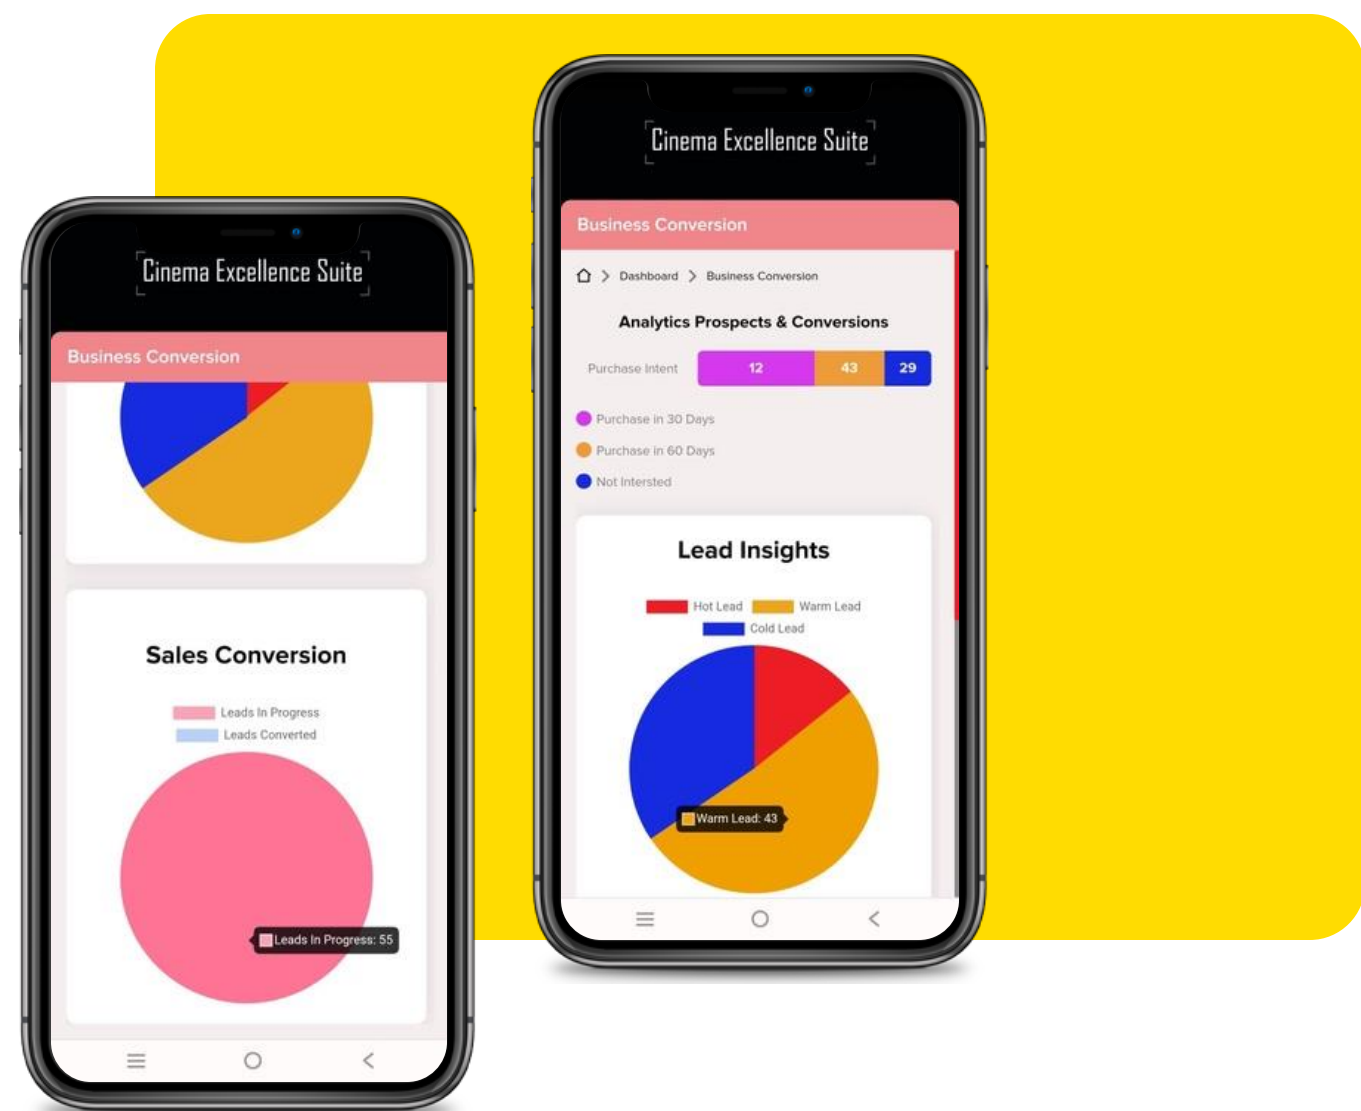 Cinema Excellence Suite
Business Conversion
Sales Conversion
Leads In Progress
Leads Converted
Leads In Progress: 55
Cinema Excellence Suite
Business Conversion
Dashboard
Business Conversion
Analytics Prospects & Conversions
Purchase Intent 12 43 29
Purchase in 30 Days
Purchase in 60 Days
Not Intersted
Lead Insights
Hot Lead Warm Lead
Cold Lead
Warm Lead: 43